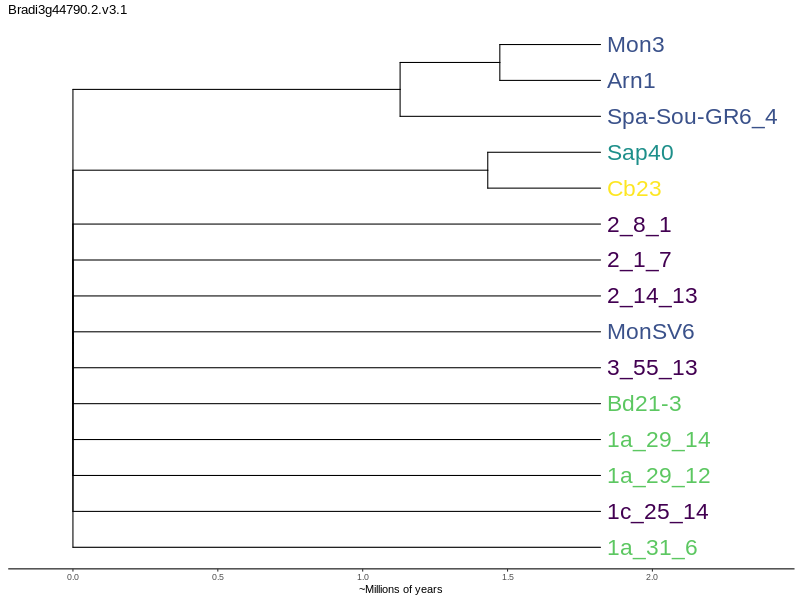 Bradi3g44790.2.v3.1
Mon3
Arn1
Spa-Sou-GR6_4
Sap40
Cb23
2_8_1
2_1_7
2_14_13
MonSV6
3_55_13
Bd21-3
1a_29_14
1a_29_12
1c_25_14
1a_31_6
0.0 0.5 1.0 1.5 2.0
~Millions of years